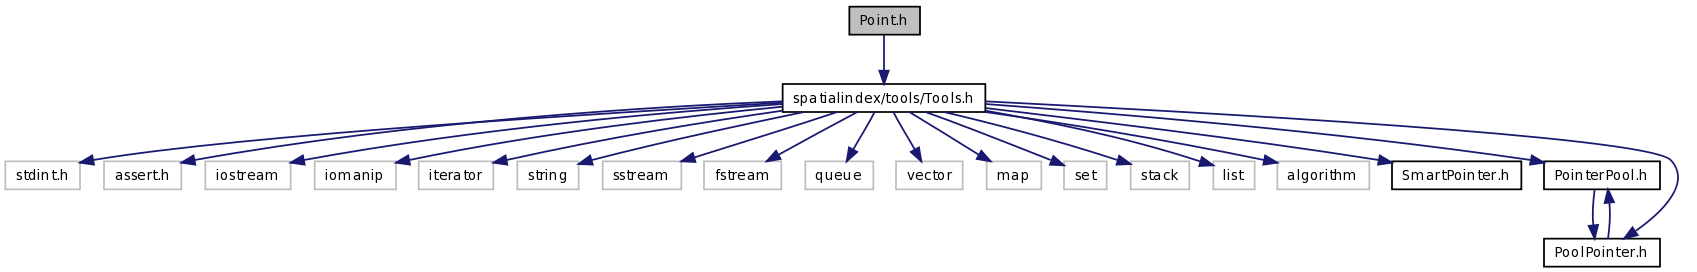 Point.h
spatialindex/tools/Tools.h
stdint.h
assert.h
iostream
iomanip
iterator
string
sstream
fstream
queue
vector
map
set
stack
list
algorithm
SmartPointer.h
PointerPool.h
PoolPointer.h